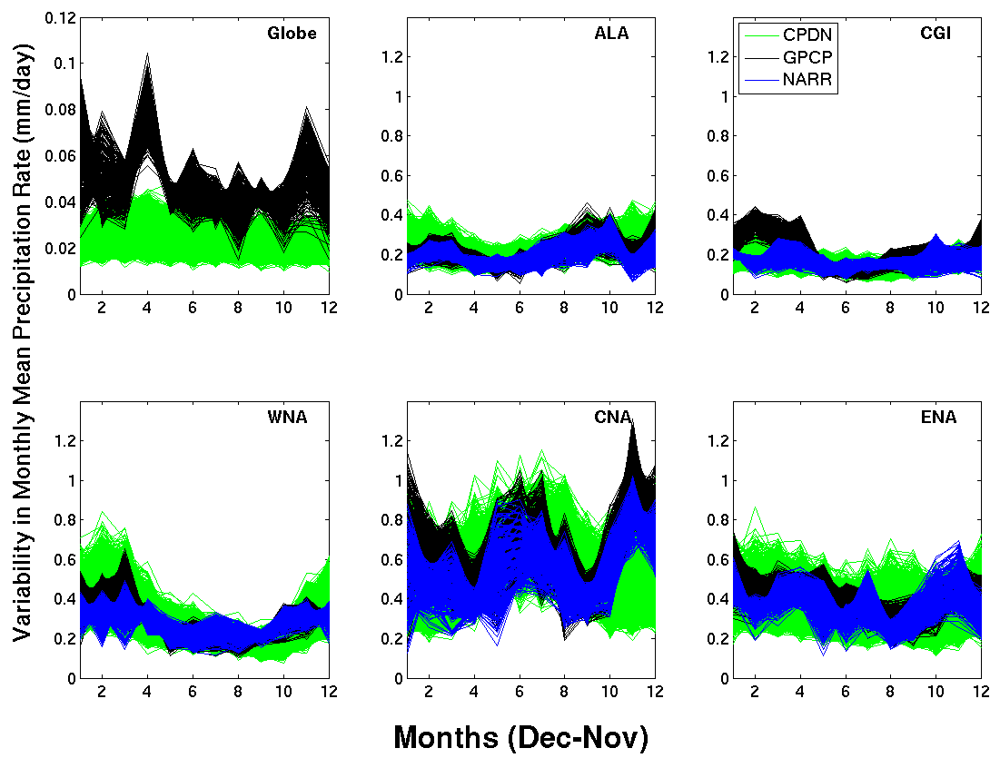 Variability in Monthly Mean Precipitation Rate (mm/day)
Globe
0.12
0.1
0.08
0.06
0.04
0.02
0
2 4 6 8 10 12
ALA
1.2
1
0.8
0.6
0.4
0.2
0
2 4 6 8 10 12
CGI
CPDN
GPCP
NARR
1.2
1
0.8
0.6
0.4
0.2
0
2 4 6 8 10 12
WNA
1.2
1
0.8
0.6
0.4
0.2
0
2 4 6 8 10 12
CNA
1.2
1
0.8
0.6
0.4
0.2
0
2 4 6 8 10 12
ENA
1.2
1
0.8
0.6
0.4
0.2
0
2 4 6 8 10 12
Months (Dec-Nov)